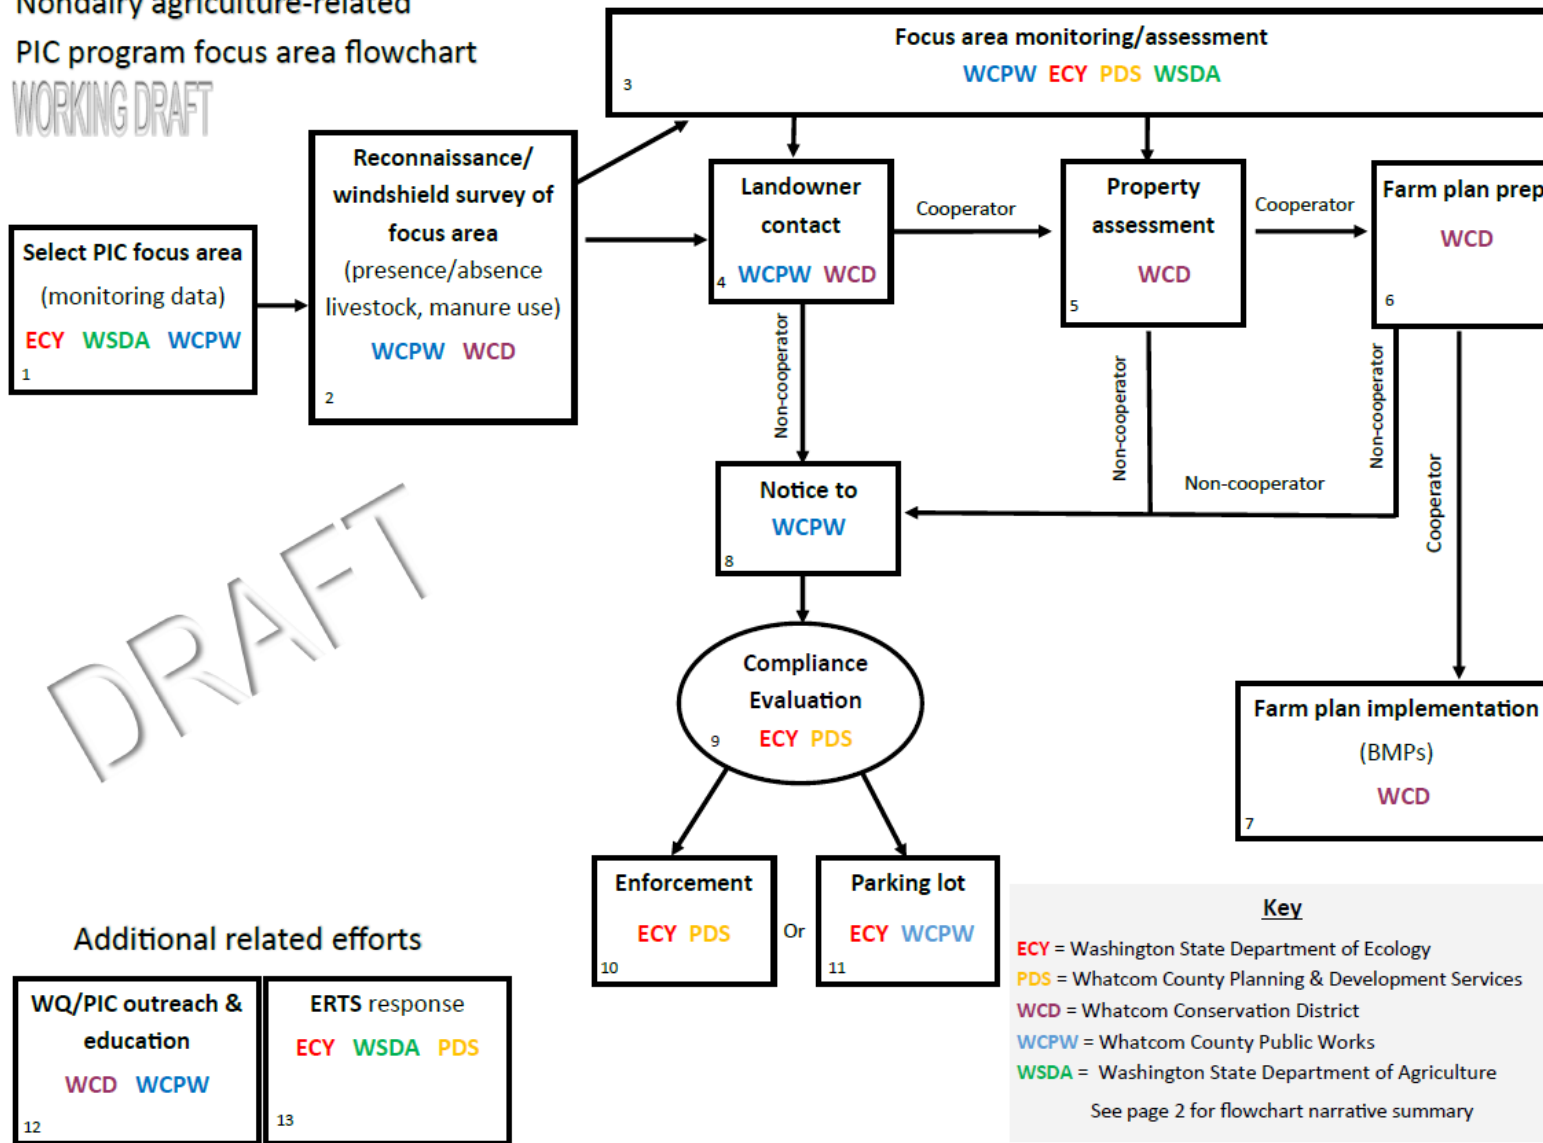 Nondairy agriculture-related
PIC program focus area flowchart
WORKING DRAFT
Focus area monitoring/assessment
WCPW ECY PDS WSDA
3
Select PIC focus area
(monitoring data)
ECY WSDA WCPW
1
Reconnaissance/
windshield survey of
focus area
(presence/absence
livestock, manure use)
WCPW WCD
2
Landowner
contact
WCPW WCD
4
Cooperator
Property
assessment
WCD
5
Cooperator
Farm plan prep
WCD
6
Non-cooperator
Non-cooperator
Non-cooperator
Non-cooperator
Cooperator
Notice to
WCPW
8
DRAFT
Compliance
Evaluation
ECY PDS
9
Farm plan implementation
(BMPs)
WCD
7
Enforcement
ECY PDS
10
Or
Parking lot
ECY WCPW
11
Additional related efforts
WQ/PIC outreach &
education
WCD WCPW
12
ERTS response
ECY WSDA PDS
13
Key
ECY = Washington State Department of Ecology
PDS = Whatcom County Planning & Development Services
WCD = Whatcom Conservation District
WCPW = Whatcom County Public Works
WSDA = Washington State Department of Agriculture
See page 2 for flowchart narrative summary